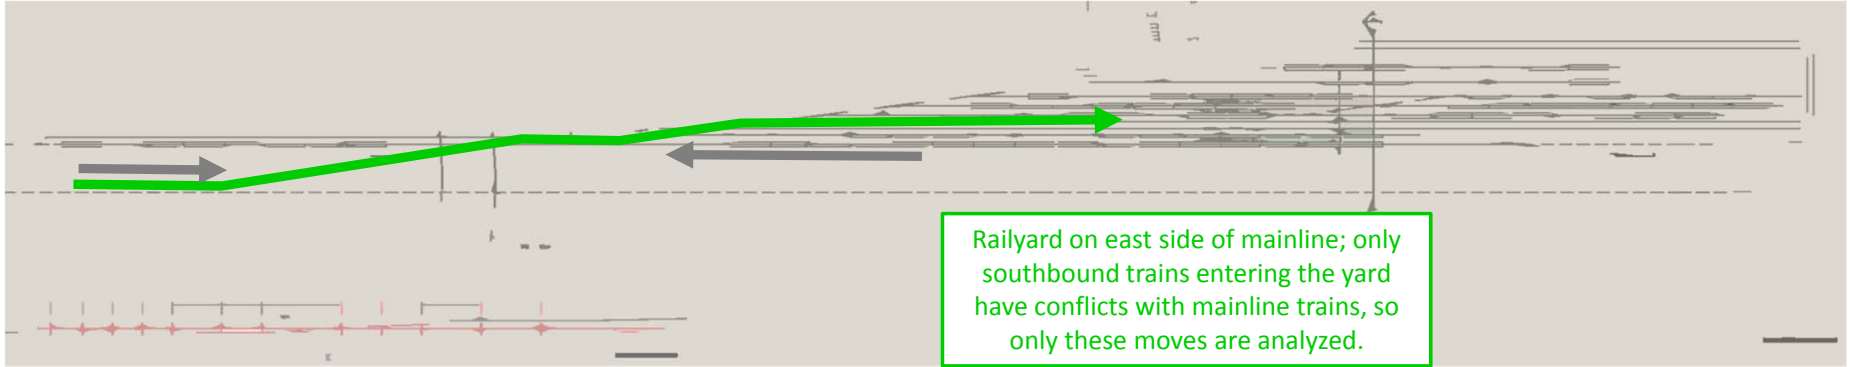 Railyard on east side of mainline; only
southbound trains entering the yard
have conflicts with mainline trains, so
only these moves are analyzed.